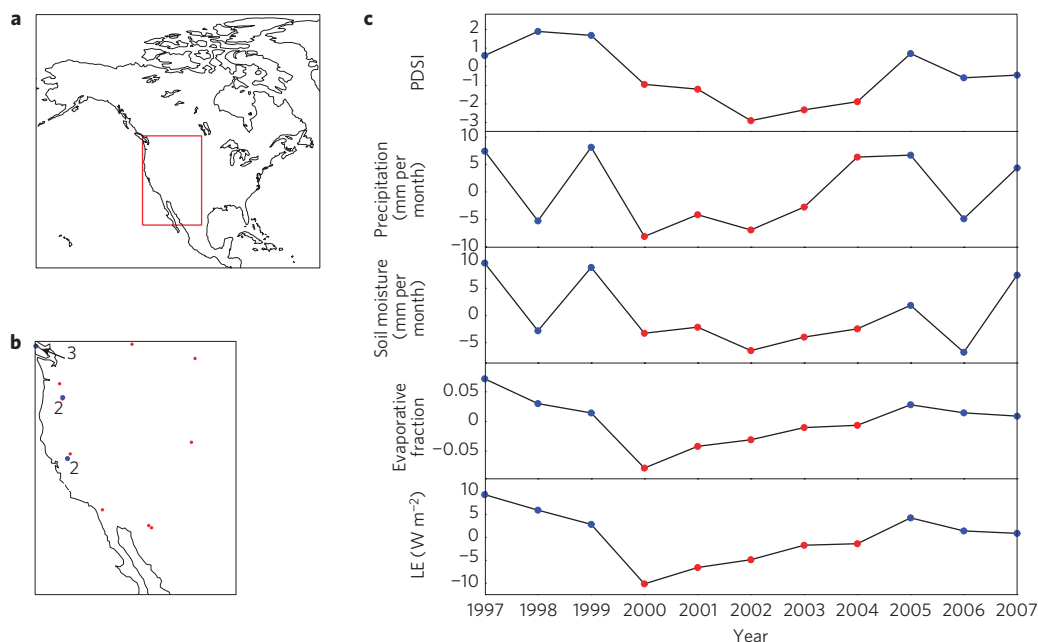 a
b
3
2
2
c
PDSI
2
1
0
−1
−2
−3
Precipitation
(mm per
month)
10
5
0
−5
−10
Soil moisture
(mm per
month)
10
5
0
−5
Evaporative
fraction
0.05
0
−0.05
LE (W m−2)
10
5
0
−5
−10
1997 1998 1999 2000 2001 2002 2003 2004 2005 2006 2007
Year